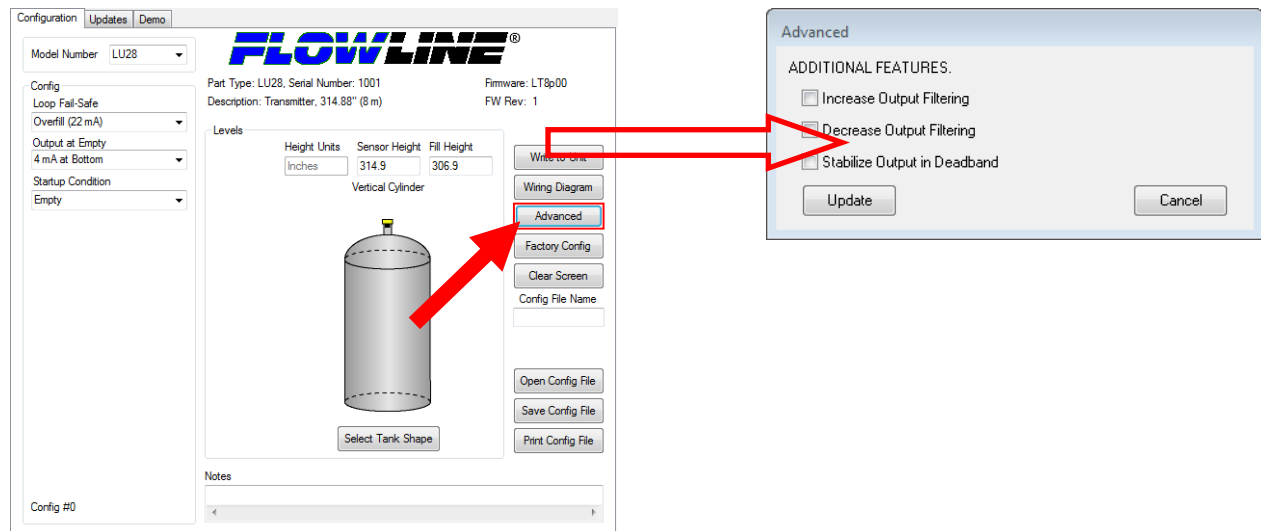 Configuration Updates Demo
Model Number LU28
FLOWLINE®
Part Type: LU28, Serial Number: 1001 Firmware: LT8p00
Description: Transmitter, 314.88" (8 m) FW Rev: 1
Config
Loop Fail-Safe
Overfill (22 mA)
Output at Empty
4 mA at Bottom
Startup Condition
Empty
Config #0
Levels
Height Units Sensor Height Fill Height
Inches 314.9 306.9
Vertical Cylinder
Select Tank Shape
Write to Unit
Wiring Diagram
Advanced
Factory Config
Clear Screen
Config File Name
Open Config File
Save Config File
Print Config File
Notes
Advanced
ADDITIONAL FEATURES.
Increase Output Filtering
Decrease Output Filtering
Stabilize Output in Deadband
Update Cancel